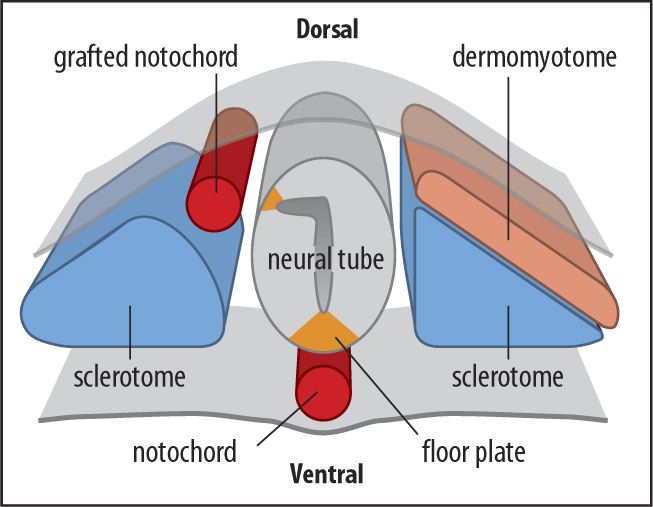 Dorsal
grafted notochord
dermomyotome
neural tube
sclerotome
sclerotome
notochord
floor plate
Ventral